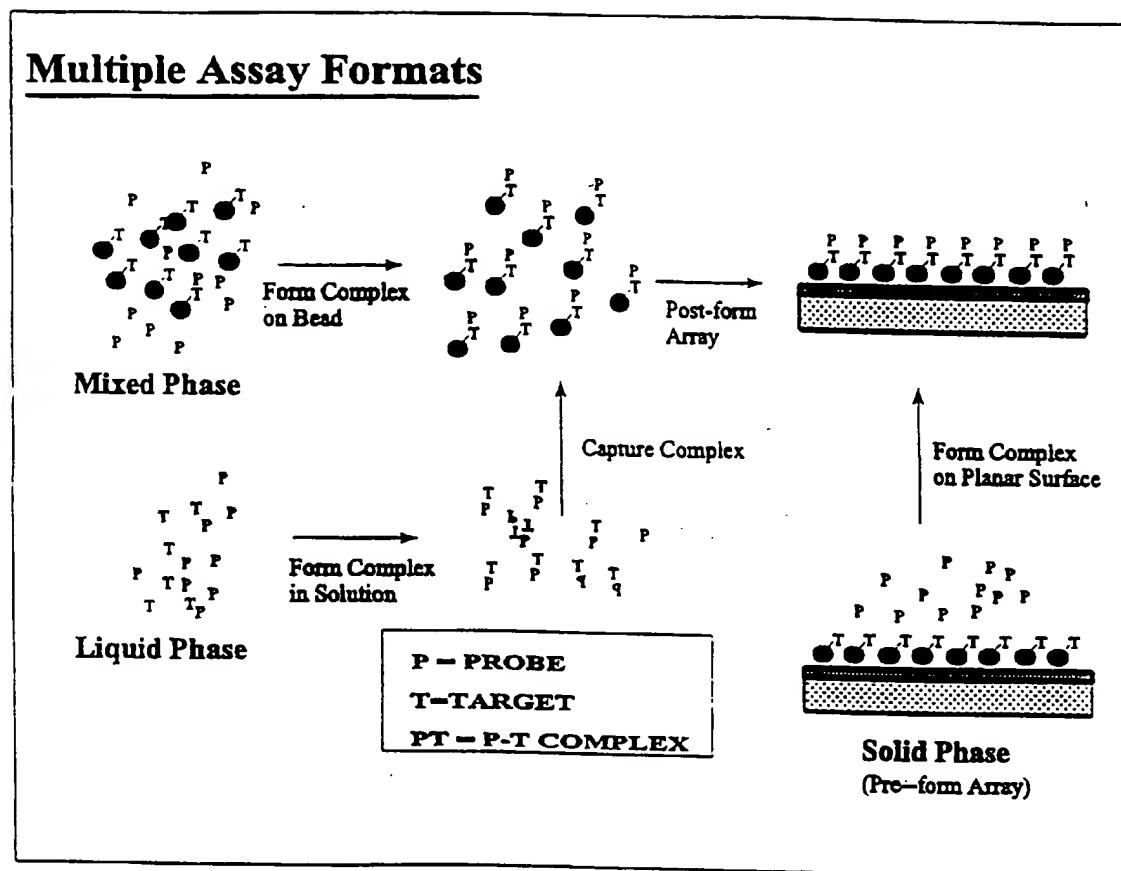 Multiple Assay Formats
Form Complex
on Bead
Post-form
Array
Mixed Phase
Capture Complex
Form Complex
on Planar Surface
Form Complex
in Solution
Liquid Phase
P = PROBE
T=TARGET
PT = P-T COMPLEX
Solid Phase
(Pre-form Array)